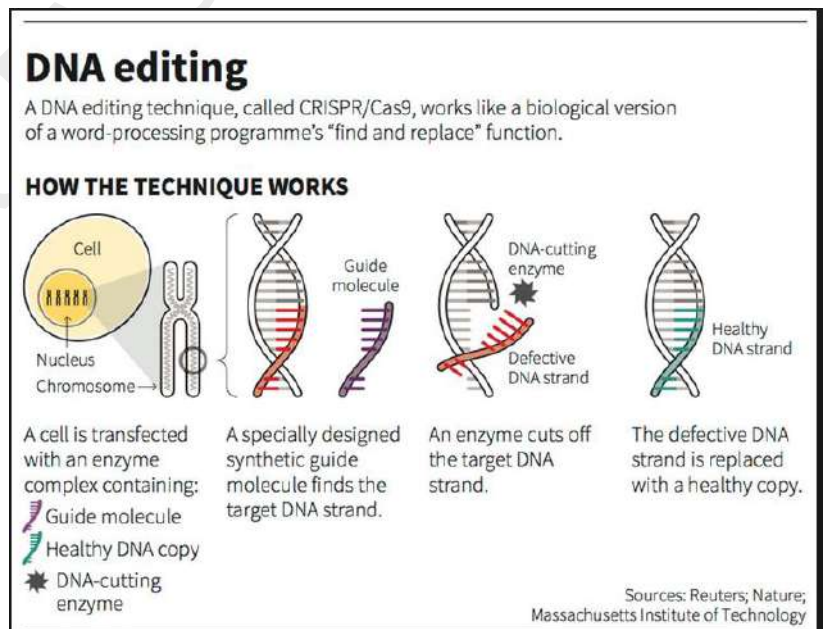 DNA editing
A DNA editing technique, called CRISPR/Cas9, works like a biological version
of a word-processing programme's “find and replace” function.
HOW THE TECHNIQUE WORKS
Cell
Nucleus
Chromosome
Guide
molecule
DNA-cutting
enzyme
Defective
DNA strand
Healthy
DNA strand
A cell is transfected
with an enzyme
complex containing:
Guide molecule
Healthy DNA copy
DNA-cutting
enzyme
A specially designed
synthetic guide
molecule finds the
target DNA strand.
An enzyme cuts off
the target DNA
strand.
The defective DNA
strand is replaced
with a healthy copy.
Sources: Reuters; Nature;
Massachusetts Institute of Technology